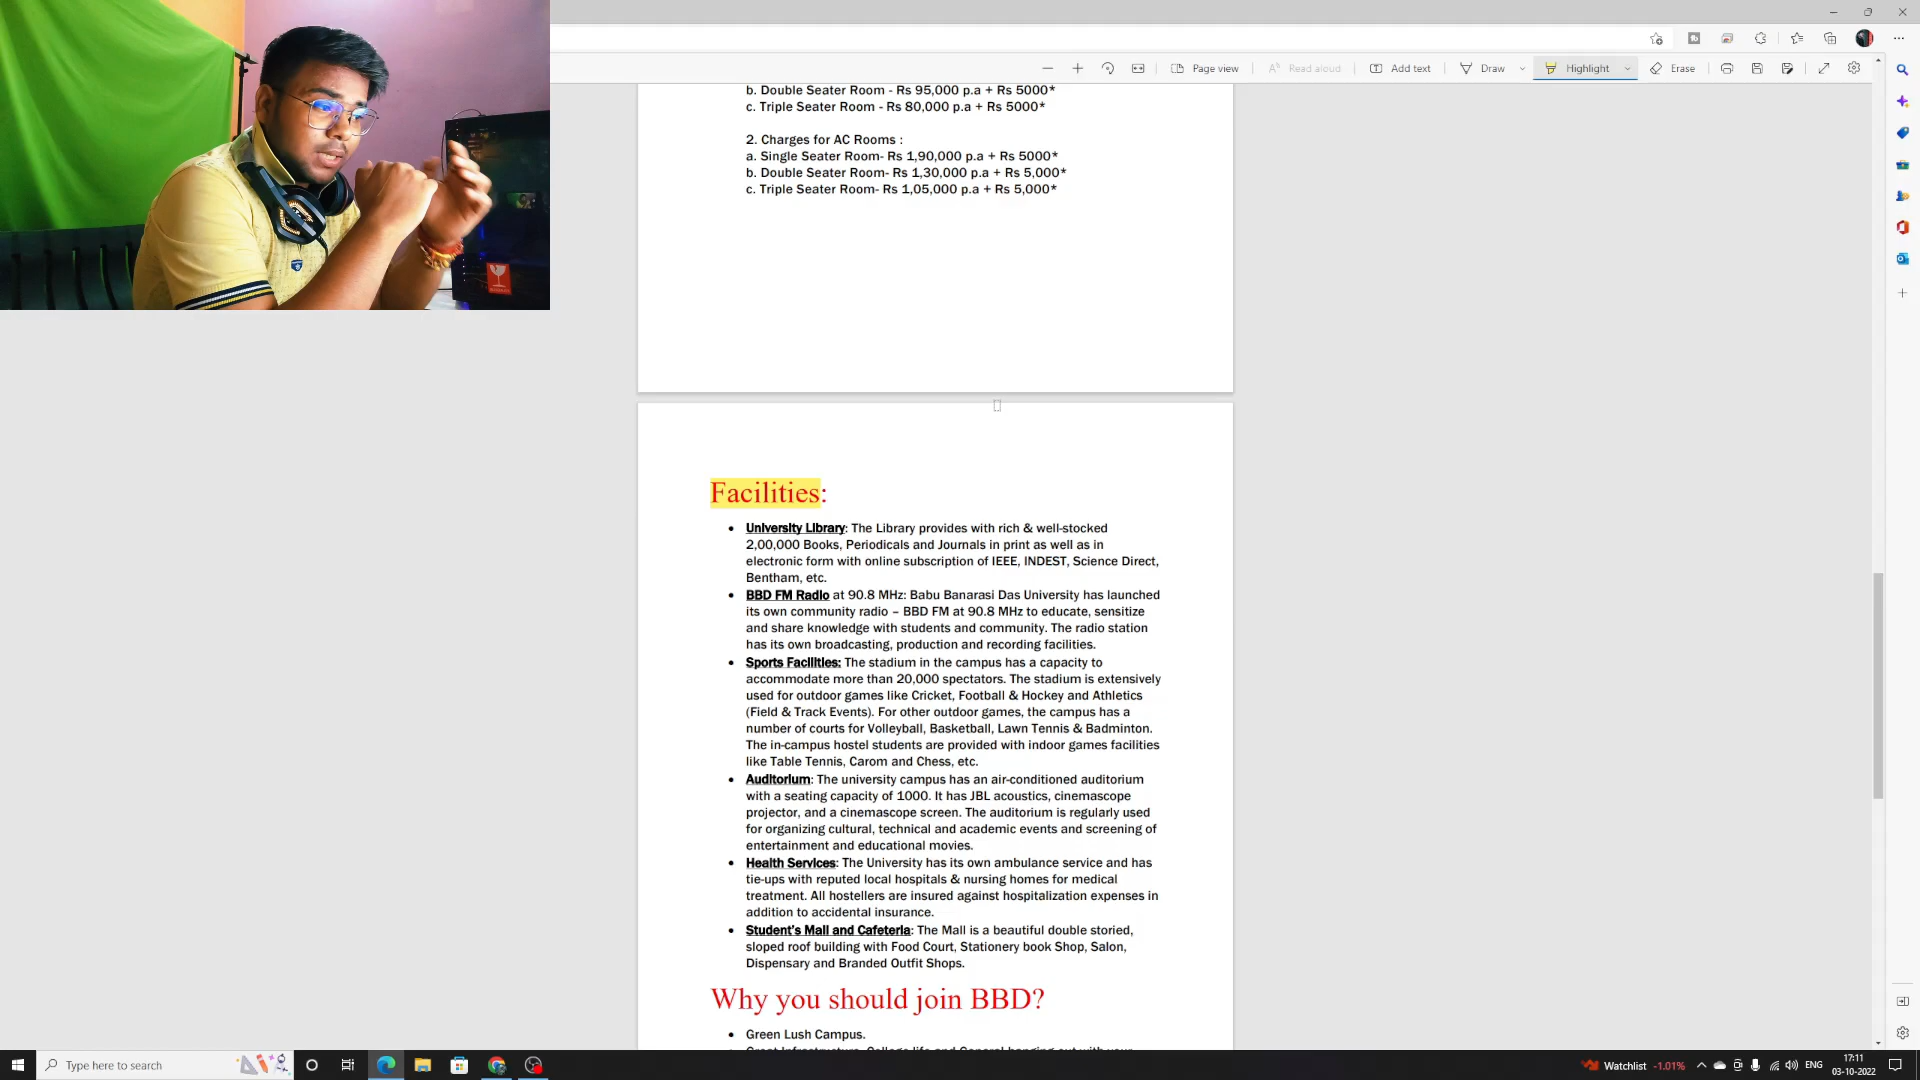 Page view
Read aloud
Add text
Draw
Highlight
Erase
b. Double Seater Room - Rs 95,000 p.a + Rs 5000*
c. Triple Seater Room - Rs 80,000 p.a + Rs 5000*
2. Charges for AC Rooms :
a. Single Seater Room- Rs 1,90,000 p.a + Rs 5000*
b. Double Seater Room- Rs 1,30,000 p.a + Rs 5,000*
c. Triple Seater Room- Rs 1,05,000 p.a + Rs 5,000*
Facilities:
• University Library: The Library provides with rich & well-stocked
2,00,000 Books, Periodicals and Journals in print as well as in
electronic form with online subscription of IEEE, INDEST, Science Direct,
Bentham, etc.
• BBD FM Radio at 90.8 MHz: Babu Banarasi Das University has launched
its own community radio – BBD FM at 90.8 MHz to educate, sensitize
and share knowledge with students and community. The radio station
has its own broadcasting, production and recording facilities.
• Sports Facilities: The stadium in the campus has a capacity to
accommodate more than 20,000 spectators. The stadium is extensively
used for outdoor games like Cricket, Football & Hockey and Athletics
(Field & Track Events). For other outdoor games, the campus has a
number of courts for Volleyball, Basketball, Lawn Tennis & Badminton.
The in-campus hostel students are provided with indoor games facilities
like Table Tennis, Carom and Chess, etc.
• Auditorium: The university campus has an air-conditioned auditorium
with a seating capacity of 1000. It has JBL acoustics, cinemascope
projector, and a cinemascope screen. The auditorium is regularly used
for organizing cultural, technical and academic events and screening of
entertainment and educational movies.
• Health Services: The University has its own ambulance service and has
tie-ups with reputed local hospitals & nursing homes for medical
treatment. All hostellers are insured against hospitalization expenses in
addition to accidental insurance.
• Student's Mall and Cafeteria: The Mall is a beautiful double storied,
sloped roof building with Food Court, Stationery book Shop, Salon,
Dispensary and Branded Outfit Shops.
Why you should join BBD?
• Green Lush Campus.
Type here to search
Watchlist -1.01%
ENG
17:11
03-10-2022